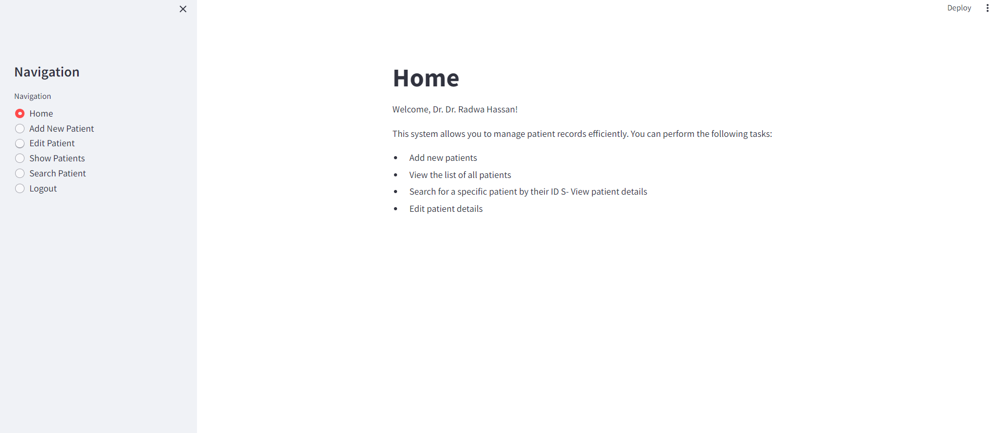 Deploy
Navigation
Navigation
Home
Add New Patient
Edit Patient
Show Patients
Search Patient
Logout
Home
Welcome, Dr. Dr. Radwa Hassan!
This system allows you to manage patient records efficiently. You can perform the following tasks:
• Add new patients
• View the list of all patients
• Search for a specific patient by their ID S- View patient details
• Edit patient details